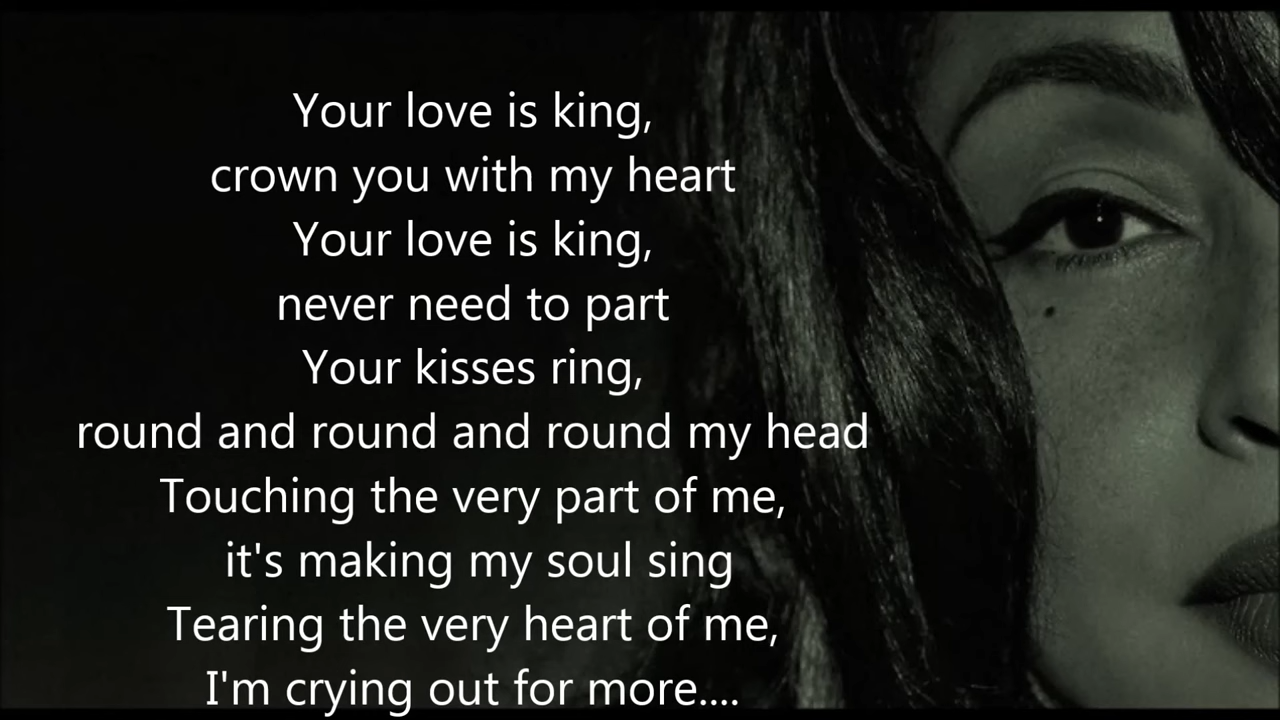 Your love is king,
crown you with my heart
Your love is king,
never need to part
Your kisses ring,
round and round and round my head
Touching the very part of me,
it's making my soul sing
Tearing the very heart of me,
I'm crying out for more....